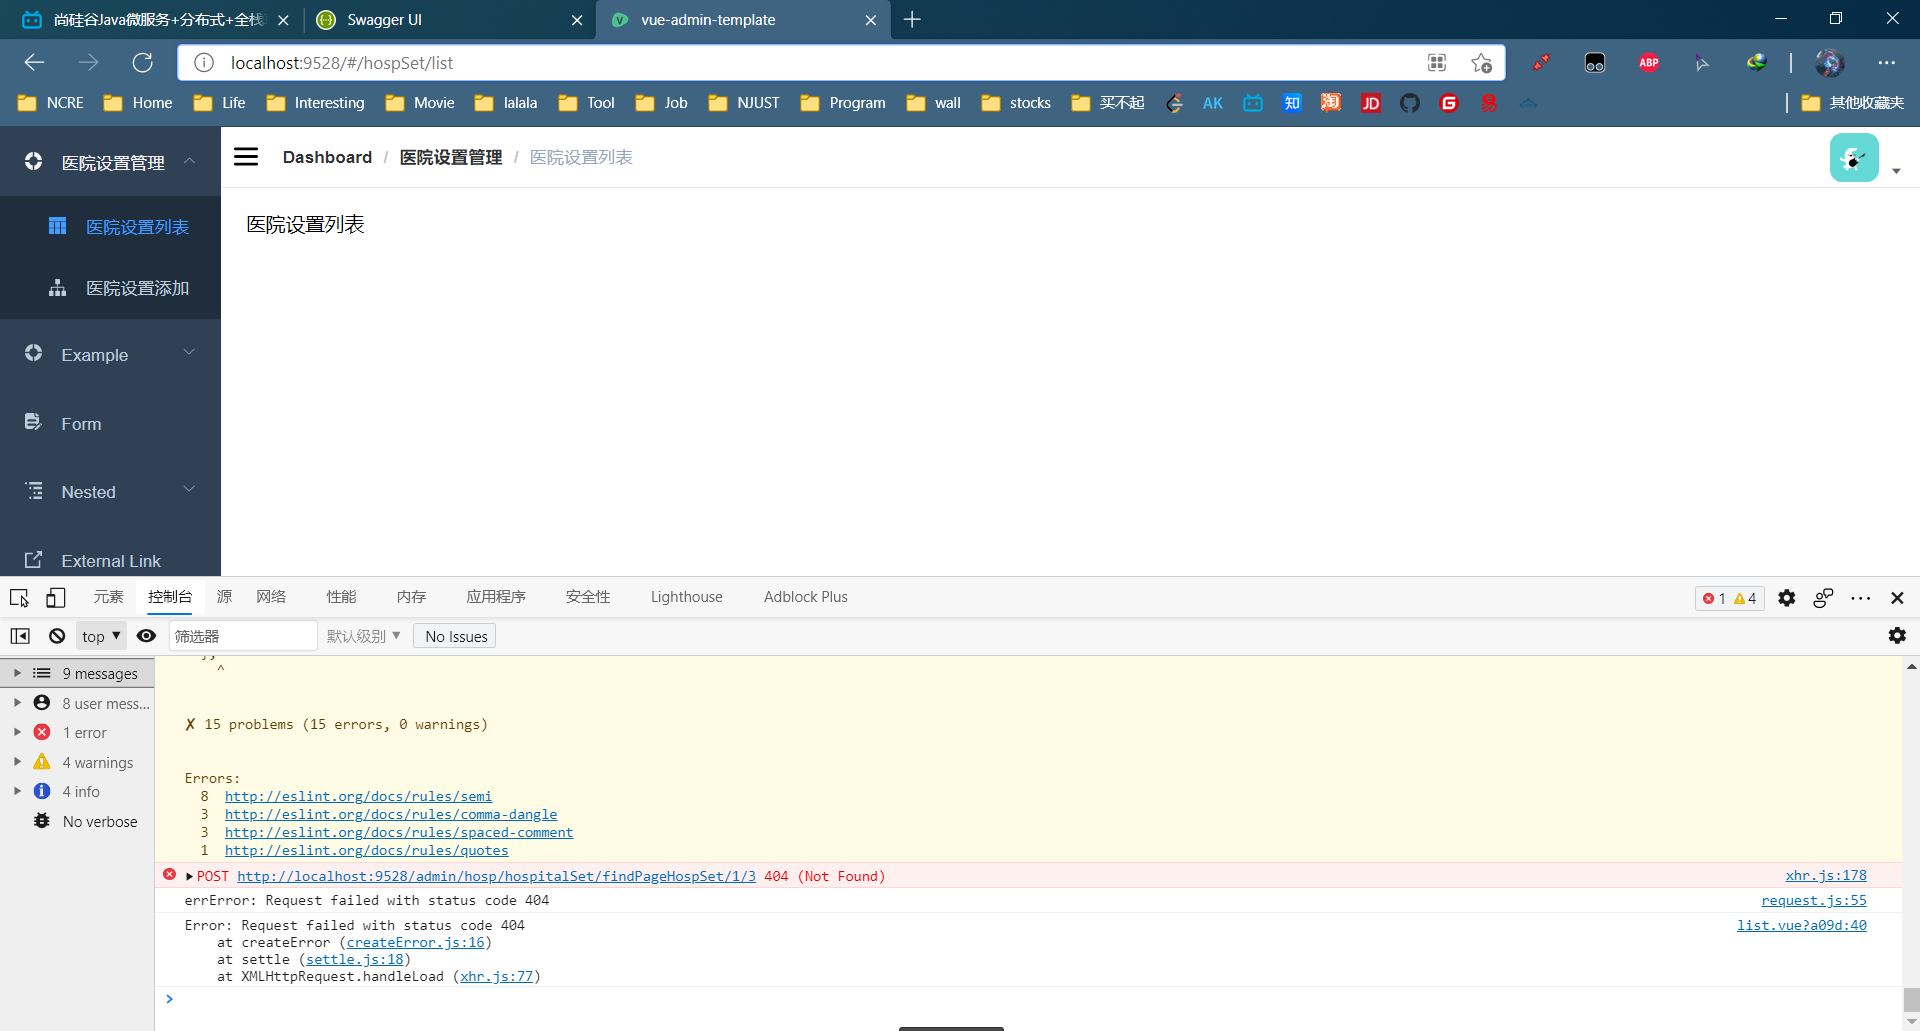 尚硅谷Java微服务+分布式+全栈
Swagger UI
vue-admin-template
localhost:9528/#/hospSet/list
ABP
NCRE
Home
Life
Interesting
Movie
lalala
Tool
Job
NJUST
Program
wall
stocks
买不起
AK
知
淘
JD
G
其他收藏夹
医院设置管理
医院设置列表
医院设置添加
Example
Form
Nested
External Link
Dashboard / 医院设置管理 / 医院设置列表
医院设置列表
元素
控制台
源
网络
性能
内存
应用程序
安全性
Lighthouse
Adblock Plus
1
4
top
筛选器
默认级别
No Issues
9 messages
8 user mess...
1 error
4 warnings
4 info
No verbose
};
^
✗ 15 problems (15 errors, 0 warnings)
Errors:
8 http://eslint.org/docs/rules/semi
3 http://eslint.org/docs/rules/comma-dangle
3 http://eslint.org/docs/rules/spaced-comment
1 http://eslint.org/docs/rules/quotes
POST http://localhost:9528/admin/hosp/hospitalSet/findPageHospSet/1/3 404 (Not Found)
xhr.js:178
errError: Request failed with status code 404
request.js:55
Error: Request failed with status code 404
list.vue?a09d:40
at createError (createError.js:16)
at settle (settle.js:18)
at XMLHttpRequest.handleLoad (xhr.js:77)
>